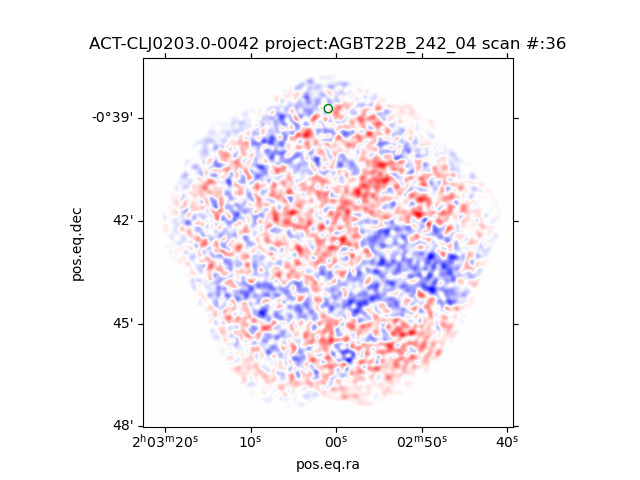 ACT-CLJ0203.0-0042 project:AGBT22B_242_04 scan #:36
-0°39'
42'
45'
48'
pos.eq.dec
2ʰ03ᵐ20ˢ 10ˢ 00ˢ 02ᵐ50ˢ 40ˢ
pos.eq.ra